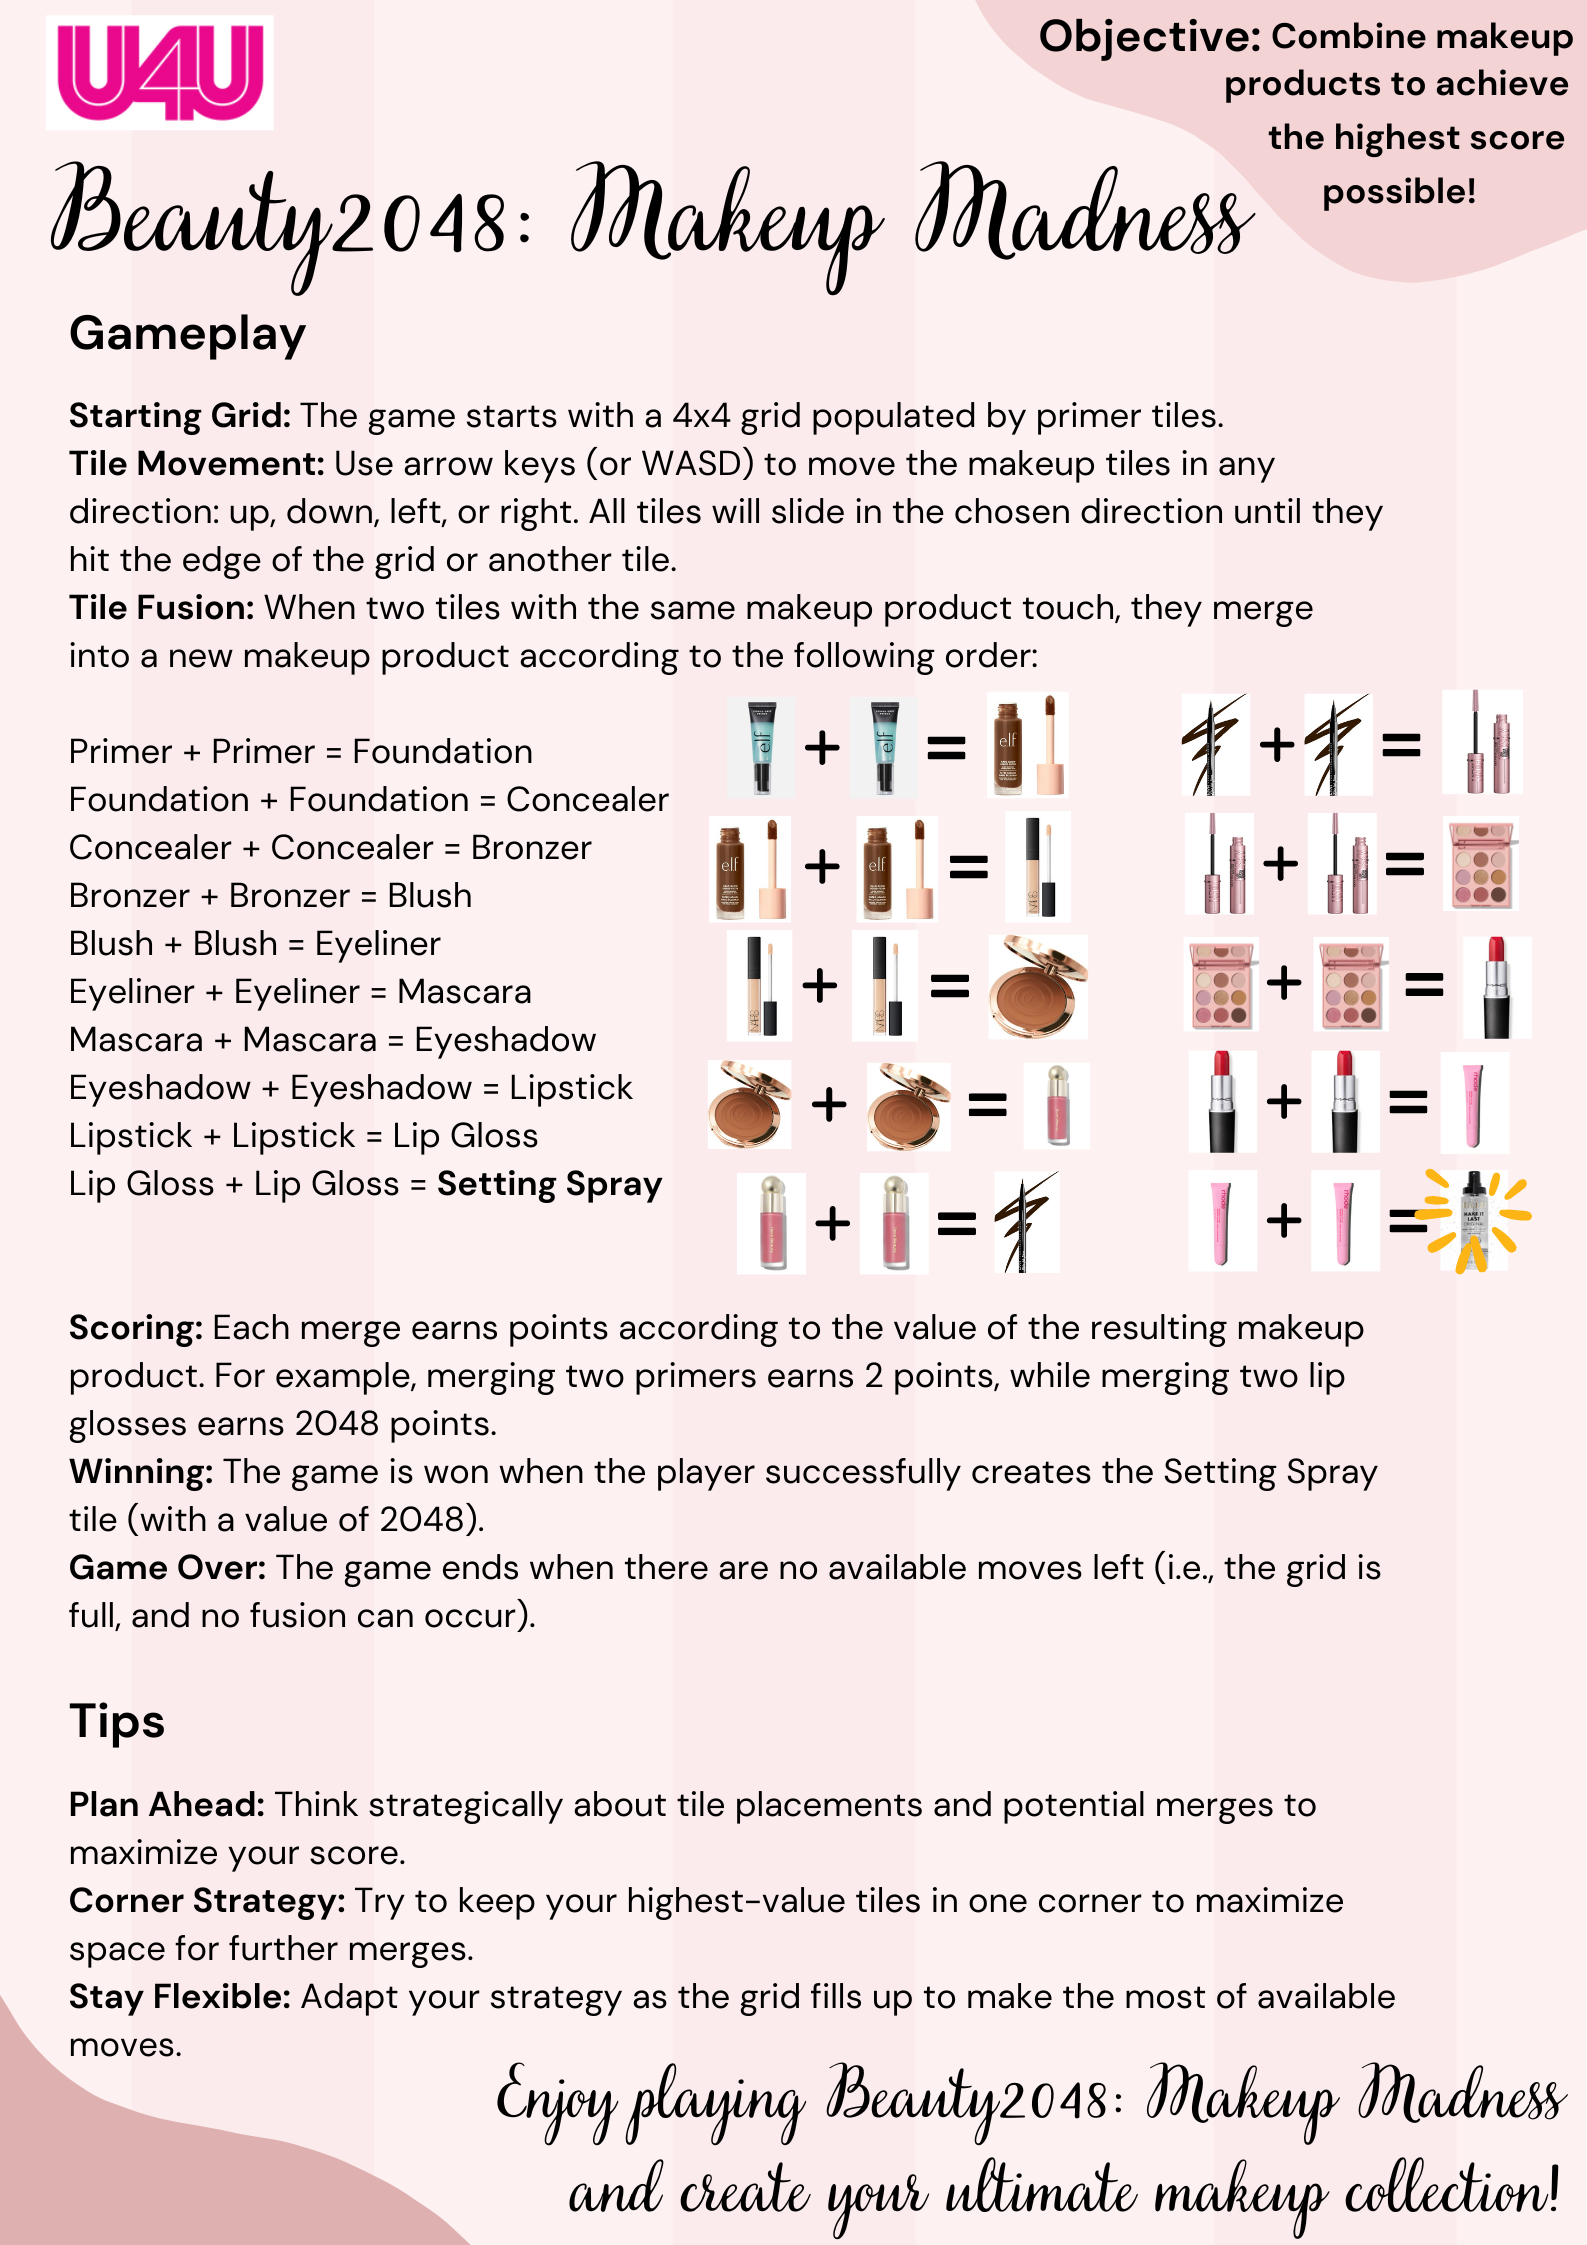 U4U
Objective: Combine makeup
products to achieve
the highest score
possible!
Beauty2048: Makeup Madness
Gameplay
Starting Grid: The game starts with a 4x4 grid populated by primer tiles.
Tile Movement: Use arrow keys (or WASD) to move the makeup tiles in any
direction: up, down, left, or right. All tiles will slide in the chosen direction until they
hit the edge of the grid or another tile.
Tile Fusion: When two tiles with the same makeup product touch, they merge
into a new makeup product according to the following order:
Primer + Primer = Foundation
Foundation + Foundation = Concealer
Concealer + Concealer = Bronzer
Bronzer + Bronzer = Blush
Blush + Blush = Eyeliner
Eyeliner + Eyeliner = Mascara
Mascara + Mascara = Eyeshadow
Eyeshadow + Eyeshadow = Lipstick
Lipstick + Lipstick = Lip Gloss
Lip Gloss + Lip Gloss = Setting Spray
elf + elf = elf
+ =
elf + elf =
+ =
NARS + NARS =
+ =
+ =
+ =
+ =
+ = MAKE IT LAST
Scoring: Each merge earns points according to the value of the resulting makeup
product. For example, merging two primers earns 2 points, while merging two lip
glosses earns 2048 points.
Winning: The game is won when the player successfully creates the Setting Spray
tile (with a value of 2048).
Game Over: The game ends when there are no available moves left (i.e., the grid is
full, and no fusion can occur).
Tips
Plan Ahead: Think strategically about tile placements and potential merges to
maximize your score.
Corner Strategy: Try to keep your highest-value tiles in one corner to maximize
space for further merges.
Stay Flexible: Adapt your strategy as the grid fills up to make the most of available
moves.
Enjoy playing Beauty2048: Makeup Madness
and create your ultimate makeup collection!